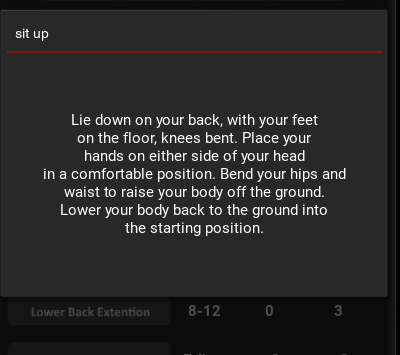 sit up
Lie down on your back, with your feet
on the floor, knees bent. Place your
hands on either side of your head
in a comfortable position. Bend your hips and
waist to raise your body off the ground.
Lower your body back to the ground into
the starting position.
Lower Back Extention 8-12 0 3